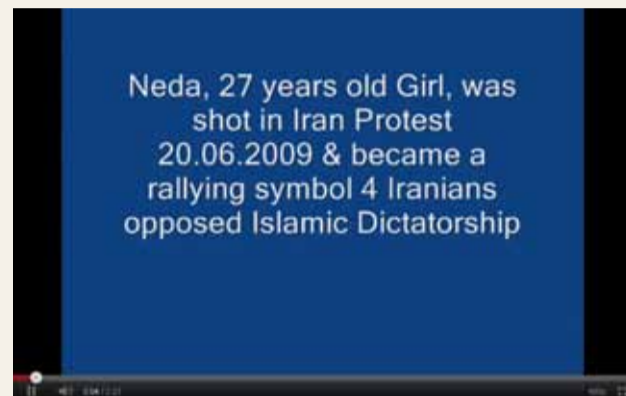 Neda, 27 years old Girl, was
shot in Iran Protest
20.06.2009 & became a
rallying symbol 4 Iranians
opposed Islamic Dictatorship